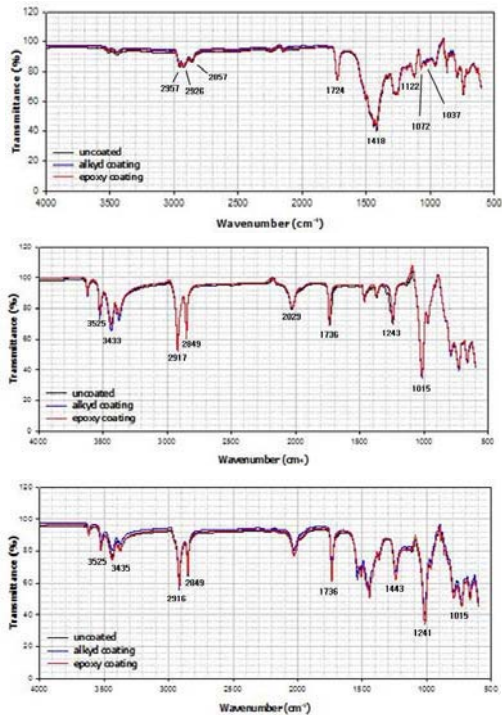 Transmittance (%)
120
100
80
60
40
20
0
2957
2926
2857
1724
1418
1122
1072
1037
uncoated
alkyd coating
epoxy coating
4000 3500 3000 2500 2000 1500 1000 500
Wavenumber (cm⁻¹)
Transmittance (%)
120
100
80
60
40
20
0
3525
3433
2917
2849
2029
1736
1243
1015
uncoated
alkyd coating
epoxy coating
4000 3500 3000 2500 2000 1500 1000 500
Wavenumber (cm-¹)
Transmittance (%)
120
100
80
60
40
20
0
3525
3435
2916
2849
1736
1443
1241
1015
uncoated
alkyd coating
epoxy coating
4000 3500 3000 2500 2000 1500 1000 500
Wavenumber (cm⁻¹)